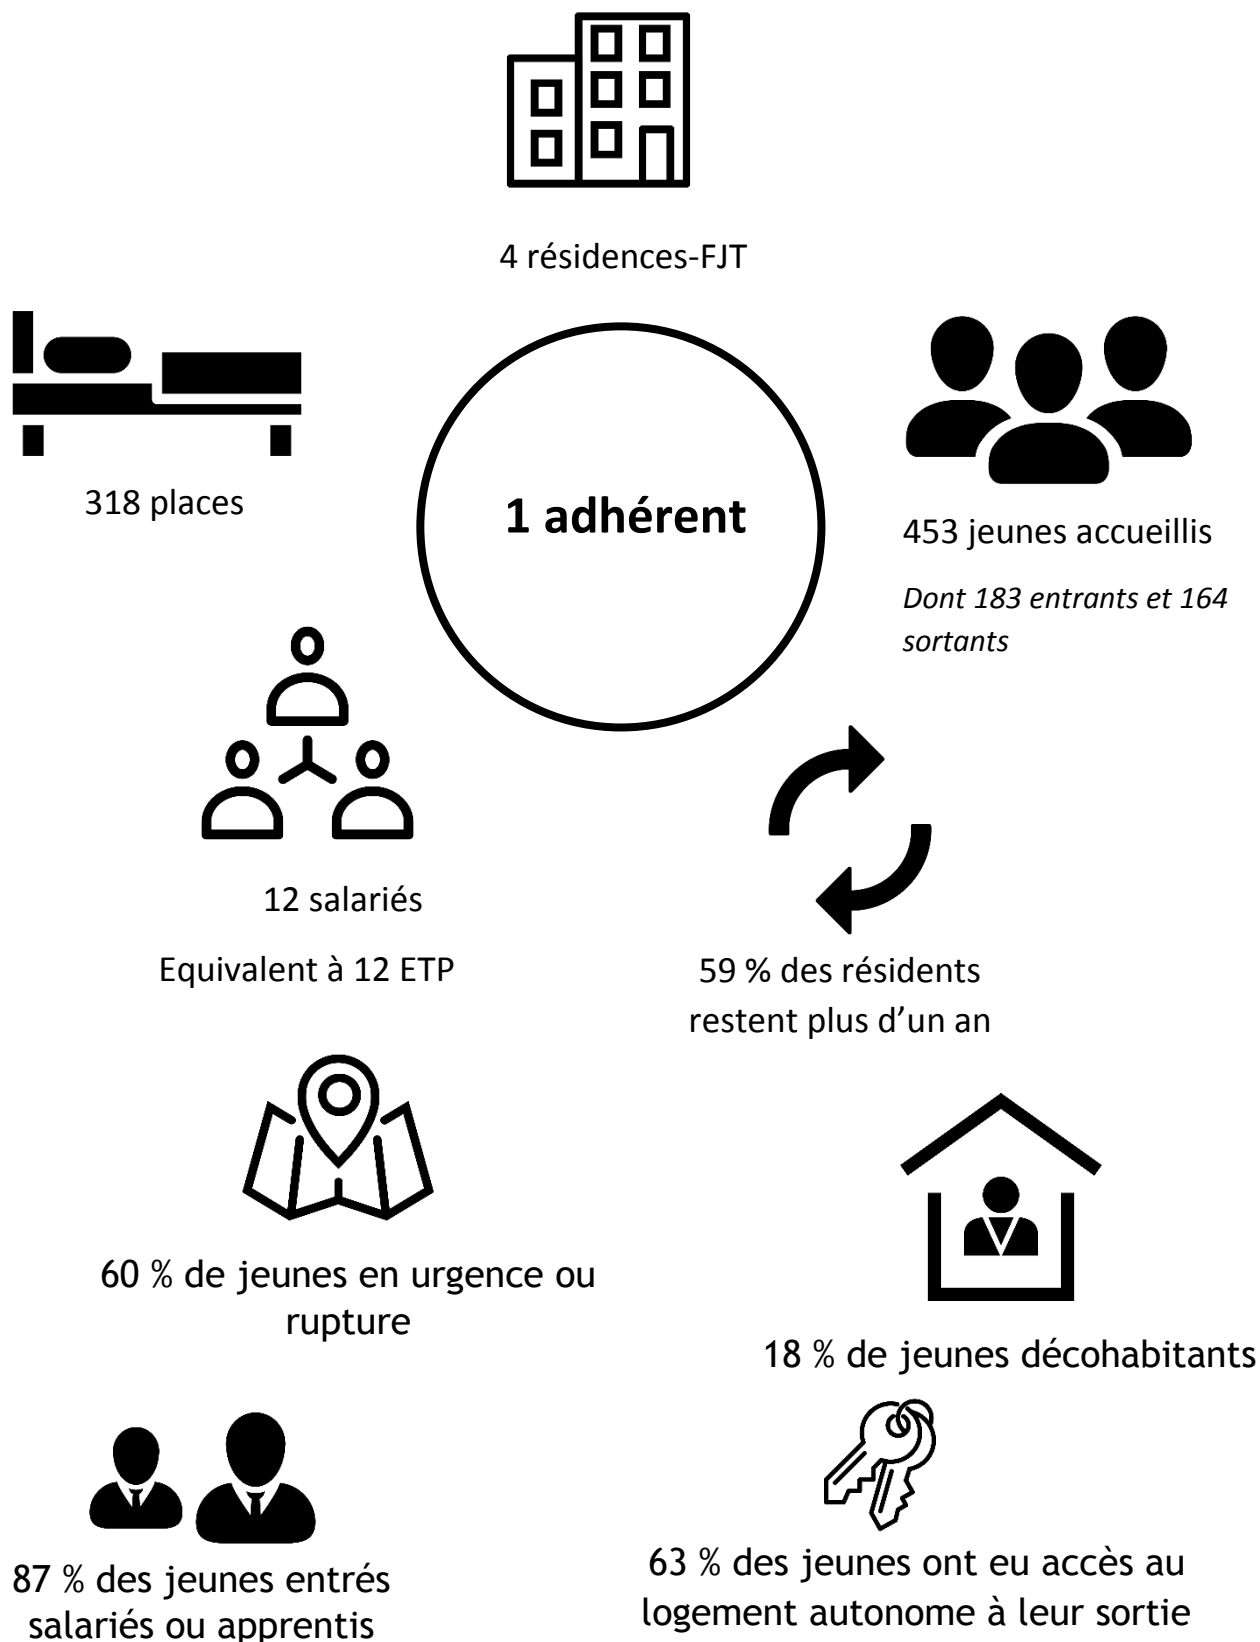 4 résidences-FJT
318 places
1 adhérent
453 jeunes accueillis
Dont 183 entrants et 164
sortants
12 salariés
Equivalent à 12 ETP
59 % des résidents
restent plus d’un an
60 % de jeunes en urgence ou
rupture
18 % de jeunes décohabitants
87 % des jeunes entrés
salariés ou apprentis
63 % des jeunes ont eu accès au
logement autonome à leur sortie